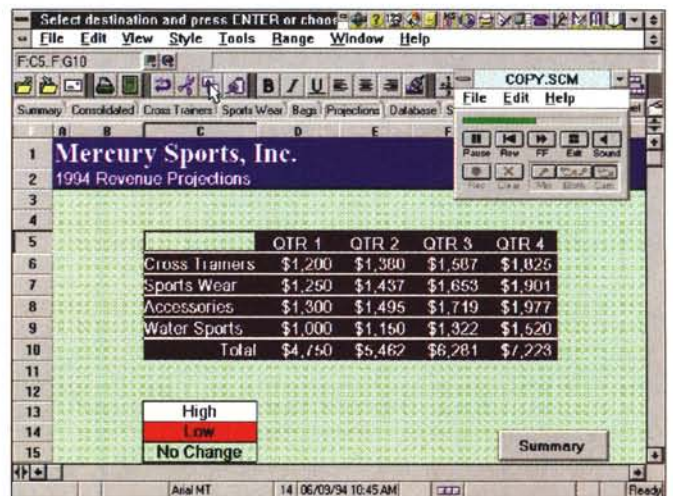 Select destination and press ENTER or choos
File Edit View Style Tools Range Window Help
F:C5..F:G10
B I U
COPY.SCM
File Edit Help
Pause Rew FF Exit Sound
Rec Clear Mic Both Cam
Summary Consolidated Cross Trainers Sports Wear Bags Projections Database S
A B C D E F
1 Mercury Sports, Inc.
2 1994 Revenue Projections
3
4
5 QTR 1 QTR 2 QTR 3 QTR 4
6 Cross Trainers $1,200 $1,380 $1,587 $1,825
7 Sports Wear $1,250 $1,437 $1,653 $1,901
8 Accessories $1,300 $1,495 $1,719 $1,977
9 Water Sports $1,000 $1,150 $1,322 $1,520
10 Total $4,750 $5,462 $6,281 $7,223
11
12
13 High
14 Low
15 No Change
Summary
Arial MT 14 06/09/94 10:45 AM Ready